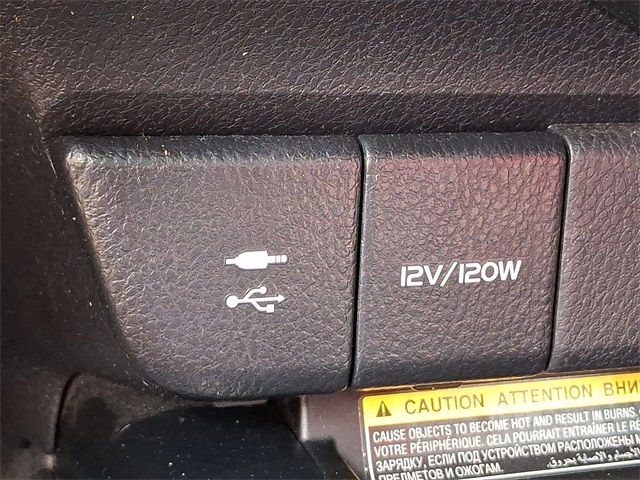 12V/120W
CAUTION ATTENTION
CAUSE OBJECTS TO BECOME HOT AND RESULT IN BURNS.
VOTRE PÉRIPHÉRIQUE. CELA POURRAIT ENTRAÎNER LE
ЗАРЯДКУ, ЕСЛИ ПОД УСТРОЙСТВОМ РАСПОЛОЖЕНЫ
ПРЕДМЕТОВ И ОЖОГАМ.